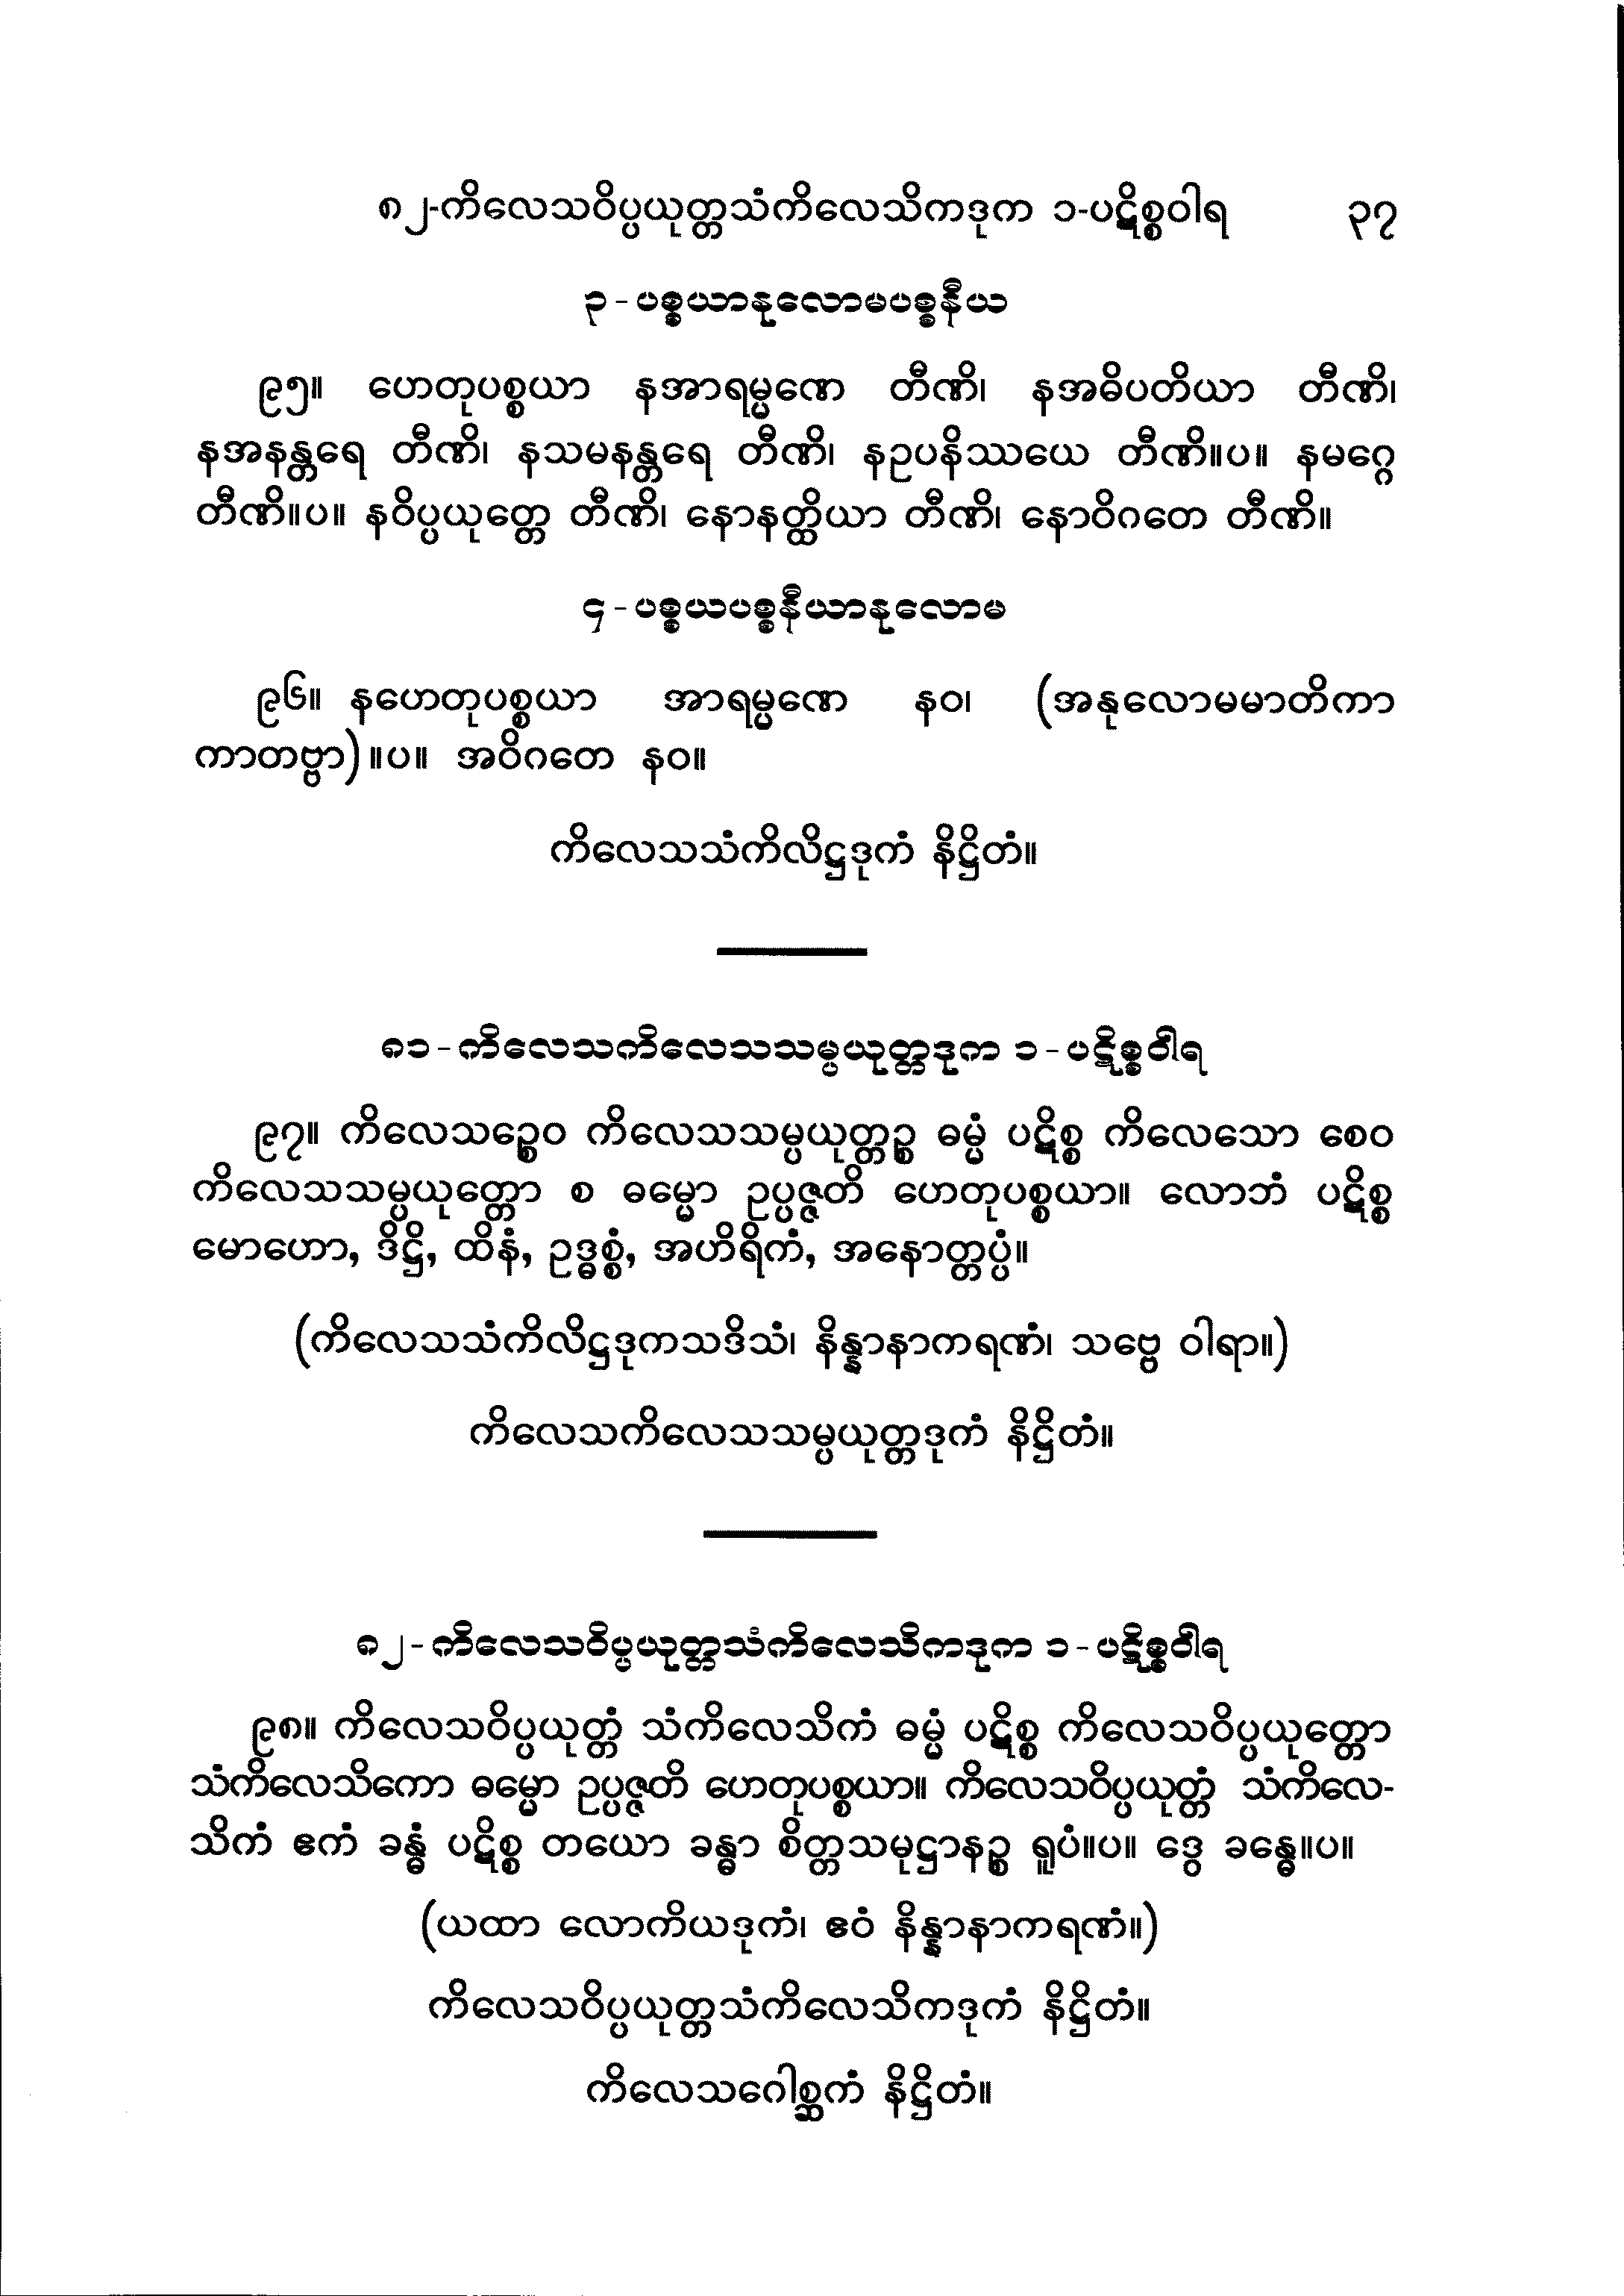 ၈၂-ကိလေသဝိပ္ပယုတ္တသံကိလေသိကဒုက ၁-ပဋိစ္စဝါရ ၃၇
၃-ပစ္စယာနုလောမပစ္စနီယ
၉၅။ ဟေတုပစ္စယာ နအာရမ္မဏေ တီဏိ၊ နအဓိပတိယာ တီဏိ၊
နအနန္တရေ တီဏိ၊ နသမနန္တရေ တီဏိ၊ နဥပနိဿယေ တီဏိ။ပ။ နမဂ္ဂေ
တီဏိ။ပ။ နဝိပ္ပယုတ္တေ တီဏိ၊ နောနတ္ထိယာ တီဏိ၊ နောဝိဂတေ တီဏိ။
၄-ပစ္စယပစ္စနီယာနုလောမ
၉၆။ နဟေတုပစ္စယာ အာရမ္မဏေ နဝ၊ (အနုလောမမာတိကာ
ကာတဗ္ဗာ)။ပ။ အဝိဂတေ နဝ။
ကိလေသသံကိလိဋ္ဌဒုကံ နိဋ္ဌိတံ။
၈၁-ကိလေသကိလေသသမ္ပယုတ္တဒုက ၁-ပဋိစ္စဝါရ
၉၇။ ကိလေသဉ္စေဝ ကိလေသသမ္ပယုတ္တဉ္စ ဓမ္မံ ပဋိစ္စ ကိလေသော စေဝ
ကိလေသသမ္ပယုတ္တော စ ဓမ္မော ဥပ္ပဇ္ဇတိ ဟေတုပစ္စယာ။ လောဘံ ပဋိစ္စ
မောဟော, ဒိဋ္ဌိ, ထိနံ, ဥဒ္ဓစ္စံ, အဟိရိကံ, အနောတ္တပ္ပံ။
(ကိလေသသံကိလိဋ္ဌဒုကသဒိသံ၊ နိန္နာနာကရဏံ၊ သဗ္ဗေ ဝါရာ။)
ကိလေသကိလေသသမ္ပယုတ္တဒုကံ နိဋ္ဌိတံ။
၈၂-ကိလေသဝိပ္ပယုတ္တသံကိလေသိကဒုက ၁-ပဋိစ္စဝါရ
၉၈။ ကိလေသဝိပ္ပယုတ္တံ သံကိလေသိကံ ဓမ္မံ ပဋိစ္စ ကိလေသဝိပ္ပယုတ္တော
သံကိလေသိကော ဓမ္မော ဥပ္ပဇ္ဇတိ ဟေတုပစ္စယာ။ ကိလေသဝိပ္ပယုတ္တံ သံကိလေ-
သိကံ ဧကံ ခန္ဓံ ပဋိစ္စ တယော ခန္ဓာ စိတ္တသမုဋ္ဌာနဉ္စ ရူပံ။ပ။ ဒွေ ခန္ဓေ။ပ။
(ယထာ လောကိယဒုကံ၊ ဧဝံ နိန္နာနာကရဏံ။)
ကိလေသဝိပ္ပယုတ္တသံကိလေသိကဒုကံ နိဋ္ဌိတံ။
ကိလေသဂေါစ္ဆကံ နိဋ္ဌိတံ။